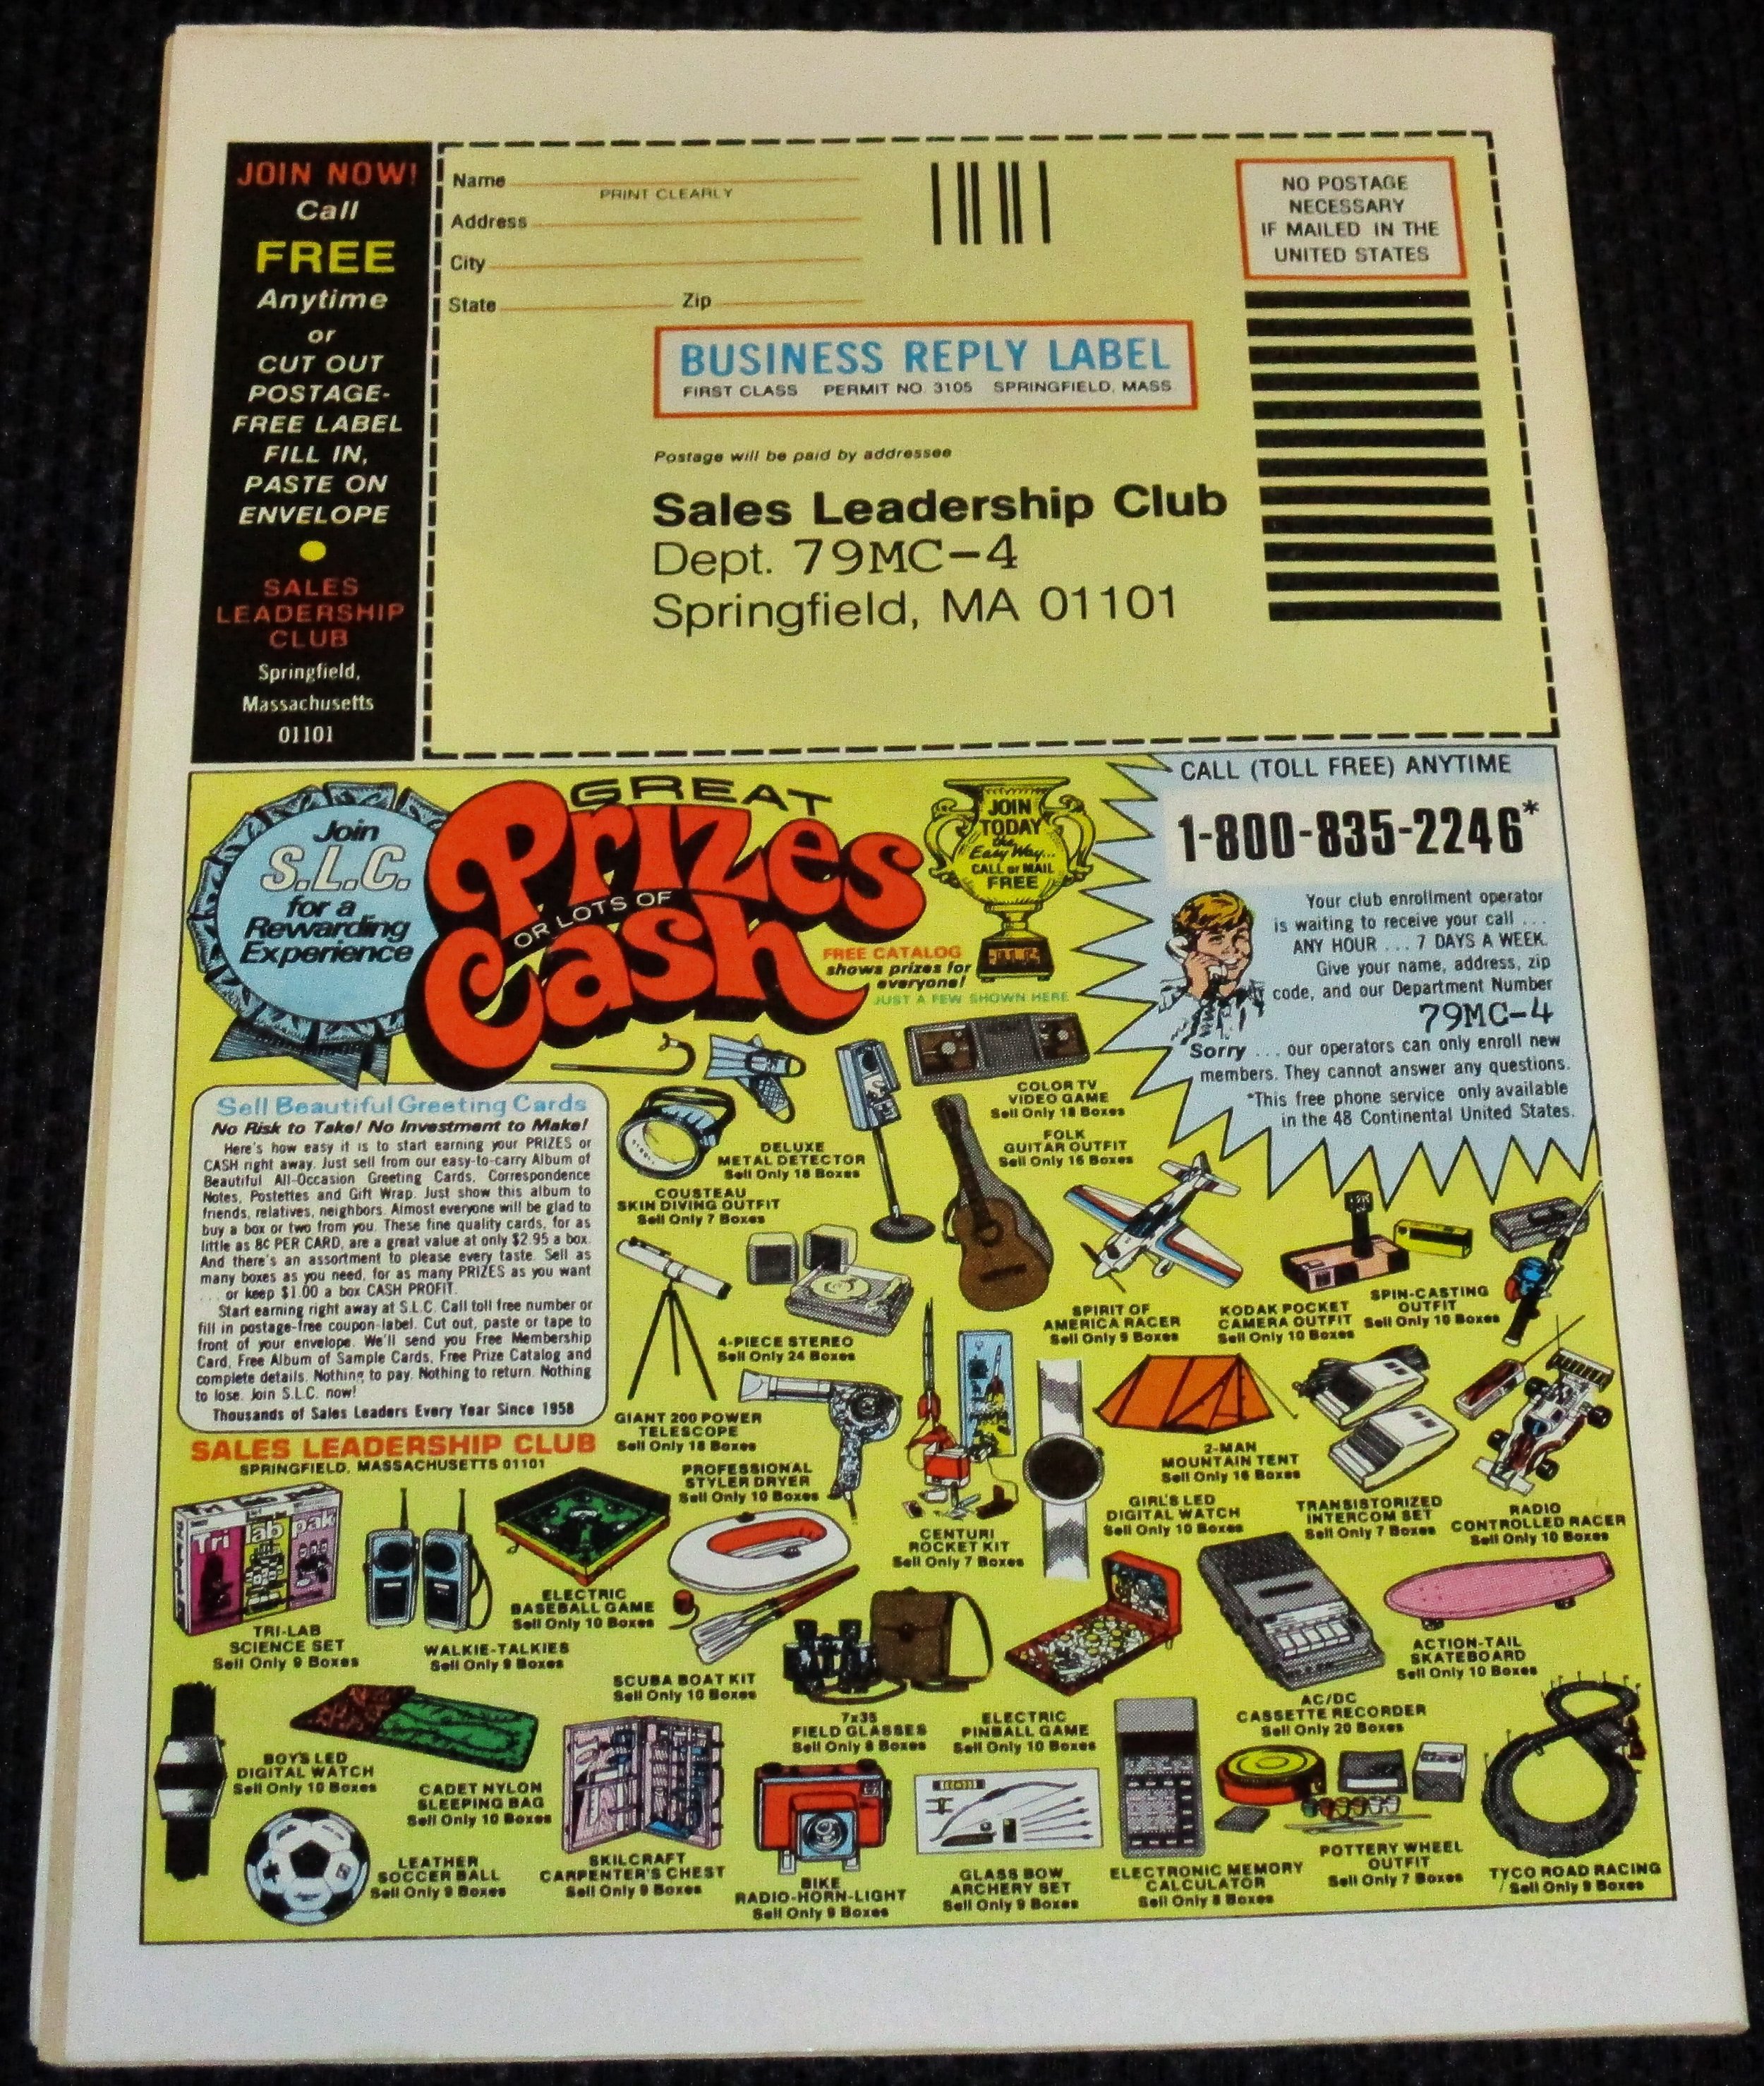 JOIN NOW!
Call
FREE
Anytime
or
CUT OUT
POSTAGE-
FREE LABEL
FILL IN,
PASTE ON
ENVELOPE
SALES
LEADERSHIP
CLUB
Springfield,
Massachusetts
01101
Name
PRINT CLEARLY
Address
City
State Zip
NO POSTAGE
NECESSARY
IF MAILED IN THE
UNITED STATES
BUSINESS REPLY LABEL
FIRST CLASS PERMIT NO. 3105 SPRINGFIELD, MASS
Postage will be paid by addressee
Sales Leadership Club
Dept. 79MC-4
Springfield, MA 01101
Join
S.L.C.
for a
Rewarding
Experience
GREAT
Prizes
OR LOTS OF
Cash
JOIN
TODAY
the
Easy Way...
CALL or MAIL
FREE
FREE CATALOG
shows prizes for
everyone!
JUST A FEW SHOWN HERE
CALL (TOLL FREE) ANYTIME
1-800-835-2246*
Your club enrollment operator
is waiting to receive your call ...
ANY HOUR ... 7 DAYS A WEEK.
Give your name, address, zip
code, and our Department Number
79MC-4
Sorry ... our operators can only enroll new
members. They cannot answer any questions.
*This free phone service only available
in the 48 Continental United States.
Sell Beautiful Greeting Cards
No Risk to Take! No Investment to Make!
Here's how easy it is to start earning your PRIZES or
CASH right away. Just sell from our easy-to-carry Album of
Beautiful All-Occasion Greeting Cards, Correspondence
Notes, Postettes and Gift Wrap. Just show this album to
friends, relatives, neighbors. Almost everyone will be glad to
buy a box or two from you. These fine quality cards, for as
little as 8¢ PER CARD, are a great value at only $2.95 a box.
And there's an assortment to please every taste. Sell as
many boxes as you need, for as many PRIZES as you want
... or keep $1.00 a box CASH PROFIT.
Start earning right away at S.L.C. Call toll free number or
fill in postage-free coupon-label. Cut out, paste or tape to
front of your envelope. We'll send you Free Membership
Card, Free Album of Sample Cards, Free Prize Catalog and
complete details. Nothing to pay. Nothing to return. Nothing
to lose. Join S.L.C. now!
Thousands of Sales Leaders Every Year Since 1958
SALES LEADERSHIP CLUB
SPRINGFIELD, MASSACHUSETTS 01101
COLOR TV
VIDEO GAME
Sell Only 18 Boxes
DELUXE
METAL DETECTOR
Sell Only 18 Boxes
FOLK
GUITAR OUTFIT
Sell Only 16 Boxes
COUSTEAU
SKIN DIVING OUTFIT
Sell Only 7 Boxes
4-PIECE STEREO
Sell Only 24 Boxes
SPIRIT OF
AMERICA RACER
Sell Only 9 Boxes
KODAK POCKET
CAMERA OUTFIT
Sell Only 10 Boxes
SPIN-CASTING
OUTFIT
Sell Only 10 Boxes
GIANT 200 POWER
TELESCOPE
Sell Only 18 Boxes
PROFESSIONAL
STYLER DRYER
Sell Only 10 Boxes
CENTURI
ROCKET KIT
Sell Only 7 Boxes
2-MAN
MOUNTAIN TENT
Sell Only 16 Boxes
GIRL'S LED
DIGITAL WATCH
Sell Only 10 Boxes
TRANSISTORIZED
INTERCOM SET
Sell Only 7 Boxes
RADIO
CONTROLLED RACER
Sell Only 10 Boxes
Tri lab pak
TRI-LAB
SCIENCE SET
Sell Only 9 Boxes
WALKIE-TALKIES
Sell Only 9 Boxes
ELECTRIC
BASEBALL GAME
Sell Only 10 Boxes
SCUBA BOAT KIT
Sell Only 10 Boxes
7x35
FIELD GLASSES
Sell Only 8 Boxes
ELECTRIC
PINBALL GAME
Sell Only 10 Boxes
AC/DC
CASSETTE RECORDER
Sell Only 20 Boxes
ACTION-TAIL
SKATEBOARD
Sell Only 10 Boxes
BOY'S LED
DIGITAL WATCH
Sell Only 10 Boxes
CADET NYLON
SLEEPING BAG
Sell Only 10 Boxes
LEATHER
SOCCER BALL
Sell Only 9 Boxes
SKILCRAFT
CARPENTER'S CHEST
Sell Only 9 Boxes
BIKE
RADIO-HORN-LIGHT
Sell Only 9 Boxes
GLASS BOW
ARCHERY SET
Sell Only 9 Boxes
ELECTRONIC MEMORY
CALCULATOR
Sell Only 8 Boxes
POTTERY WHEEL
OUTFIT
Sell Only 7 Boxes
TYCO ROAD RACING
Sell Only 9 Boxes